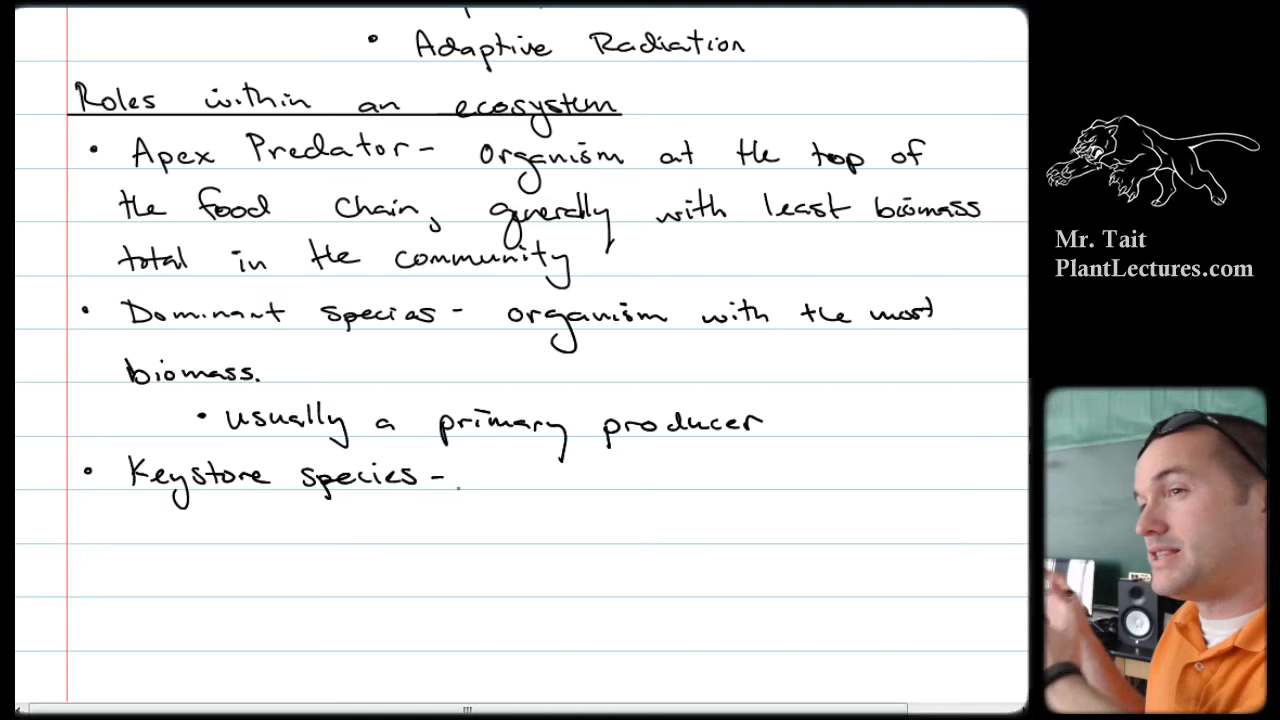 • Adaptive Radiation
Roles within an ecosystem
• Apex Predator - organism at the top of
the food chain, generally with least biomass
total in the community
• Dominant species - organism with the most
biomass.
• usually a primary producer
• Keystone species -
Mr. Tait
PlantLectures.com